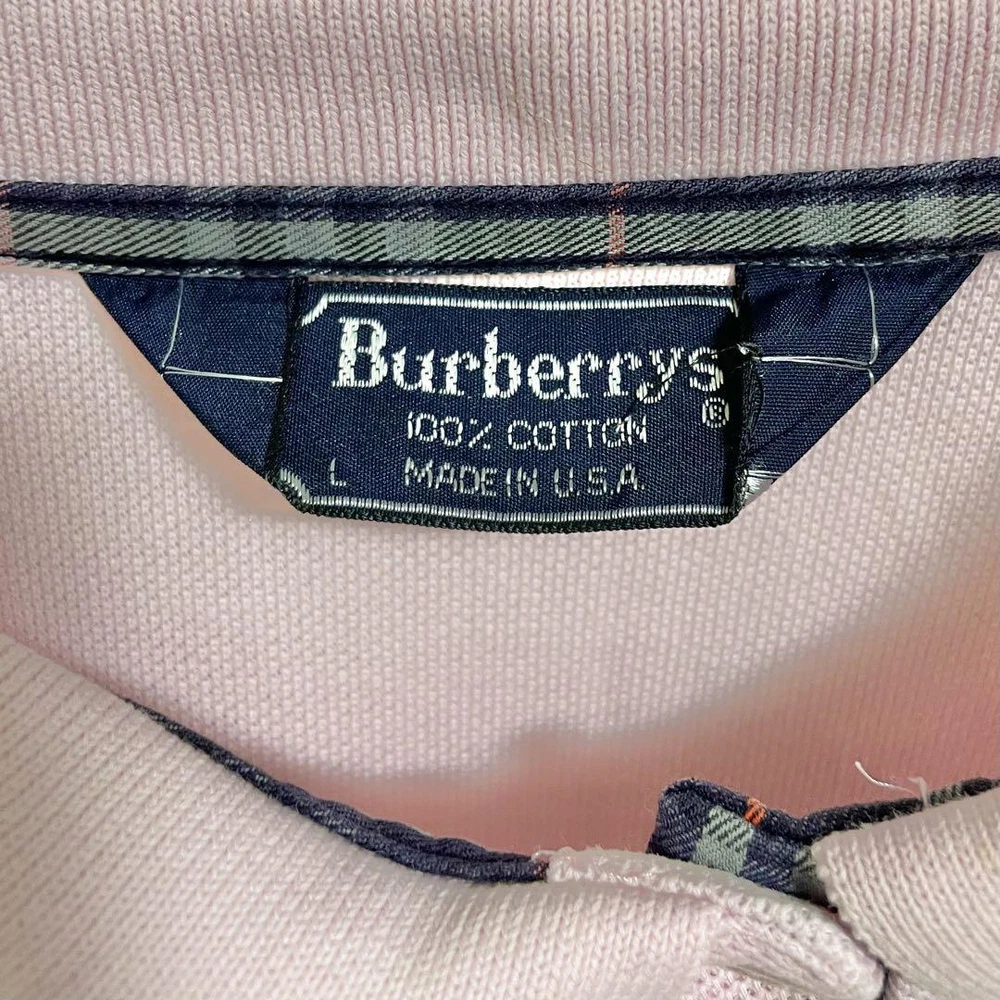 Burberrys
®
100% COTTON
L MADE IN U.S.A.